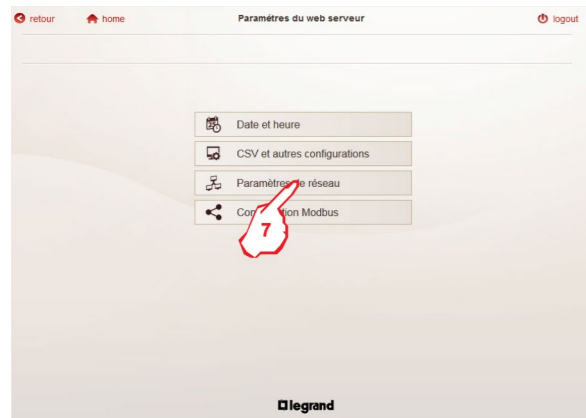 retour home Paramétres du web serveur logout
Date et heure
CSV et autres configurations
Paramètres de réseau
Modbus
7
legrand